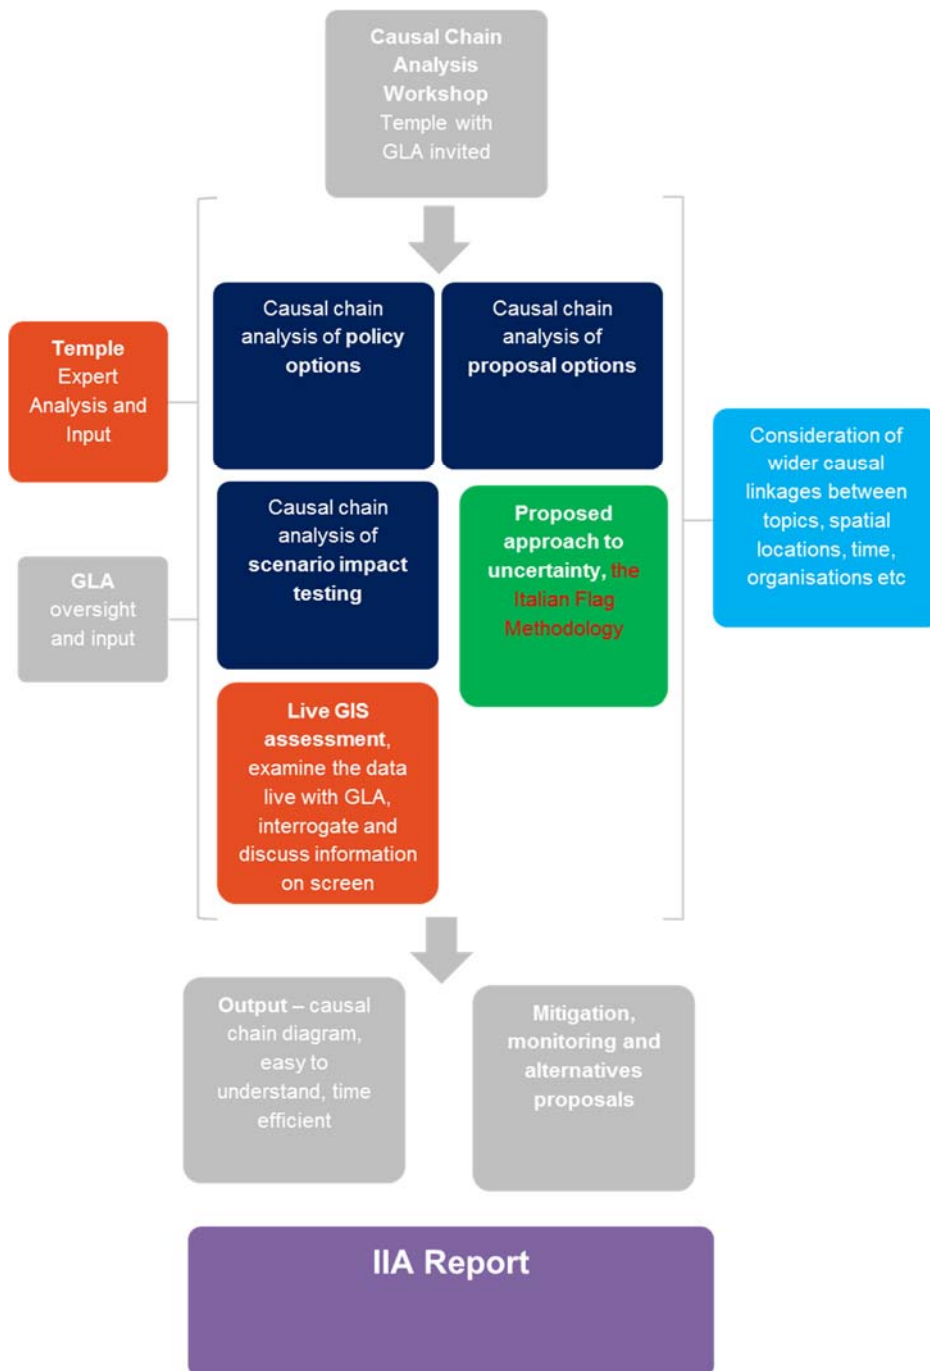 Causal Chain
Analysis
Workshop
Temple with
GLA invited
Causal chain
analysis of policy
options
Causal chain
analysis of
proposal options
Temple
Expert
Analysis and
Input
Consideration of
wider causal
linkages between
topics, spatial
locations, time,
organisations etc
Causal chain
analysis of
scenario impact
testing
Proposed
approach to
uncertainty, the
Italian Flag
Methodology
GLA
oversight
and input
Live GIS
assessment,
examine the data
live with GLA,
interrogate and
discuss information
on screen
Output – causal
chain diagram,
easy to
understand, time
efficient
Mitigation,
monitoring and
alternatives
proposals
IIA Report